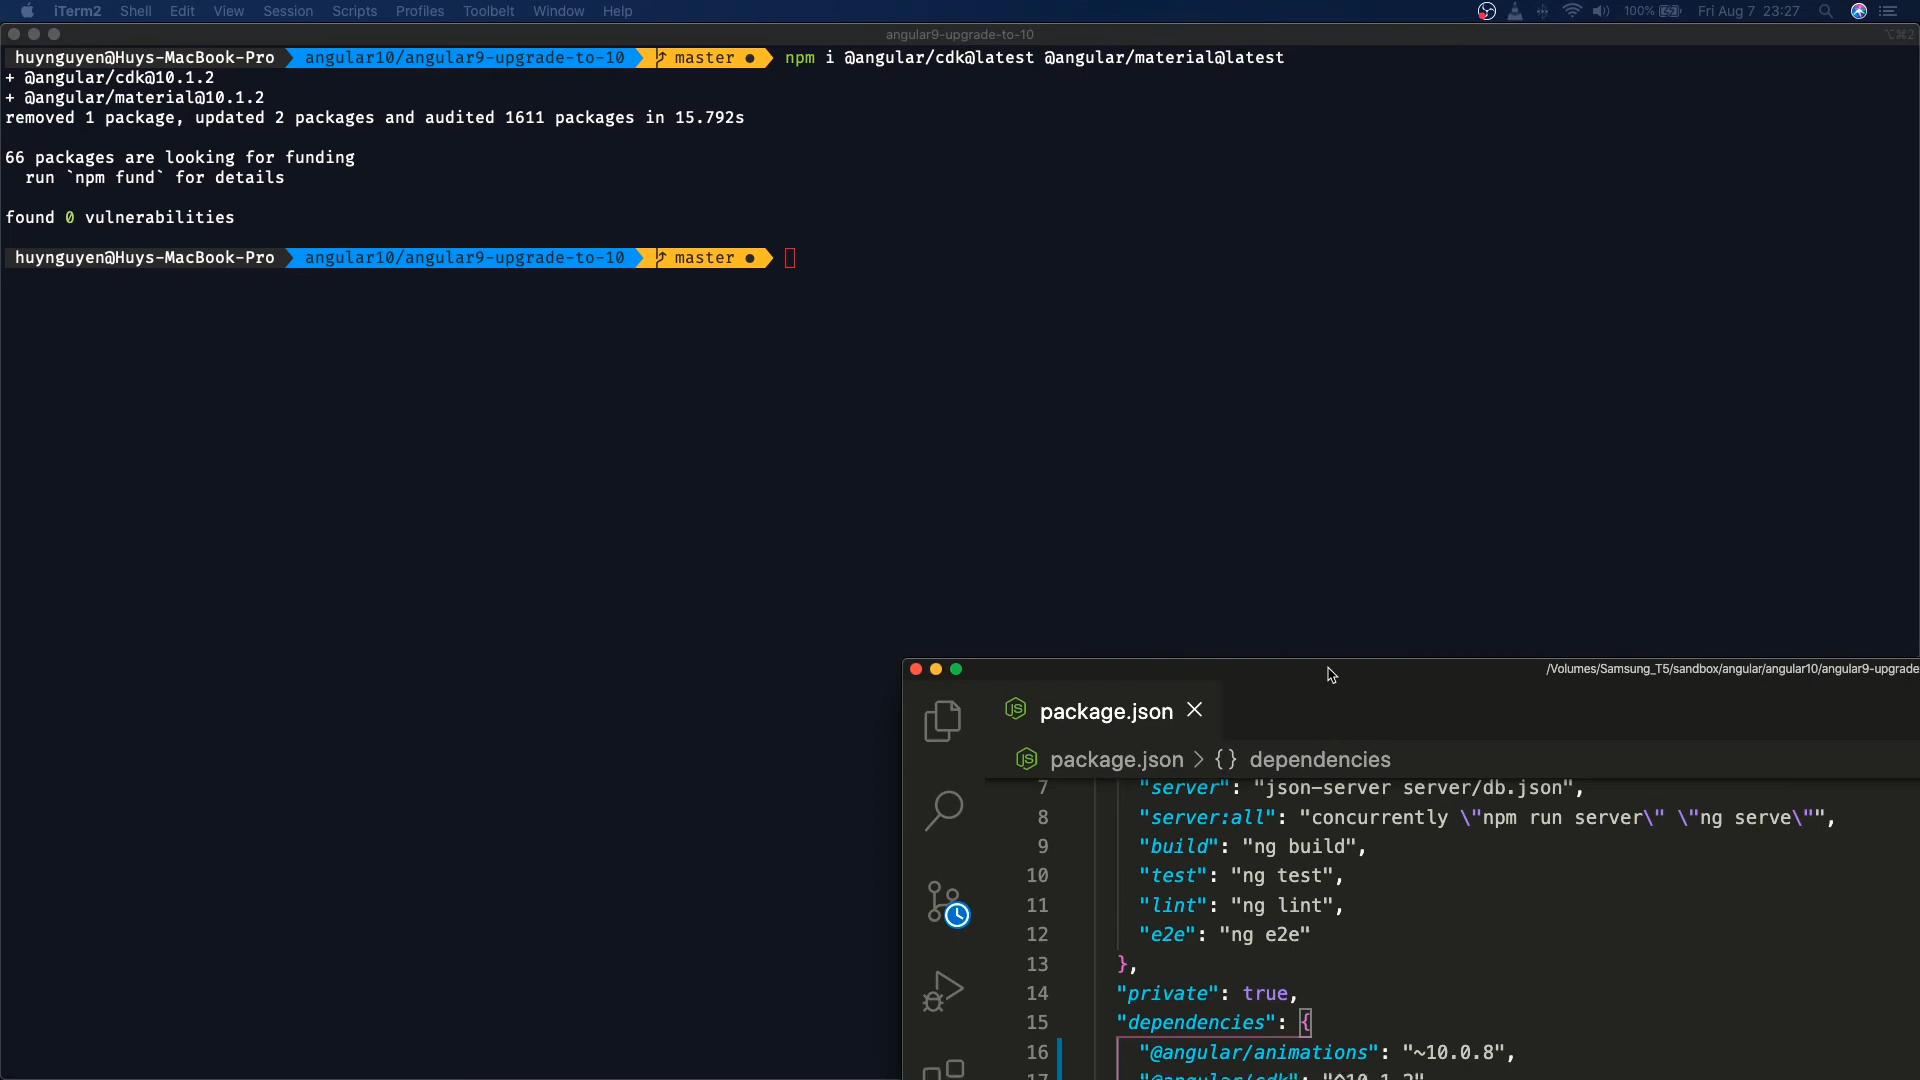 iTerm2 Shell Edit View Session Scripts Profiles Toolbelt Window Help 100% Fri Aug 7 23:27
angular9-upgrade-to-10 ⌥⌘2
huynguyen@Huys-MacBook-Pro angular10/angular9-upgrade-to-10 master ● npm i @angular/cdk@latest @angular/material@latest
+ @angular/cdk@10.1.2
+ @angular/material@10.1.2
removed 1 package, updated 2 packages and audited 1611 packages in 15.792s
66 packages are looking for funding
run `npm fund` for details
found 0 vulnerabilities
huynguyen@Huys-MacBook-Pro angular10/angular9-upgrade-to-10 master ●
/Volumes/Samsung_T5/sandbox/angular/angular10/angular9-upgrade
package.json
package.json > {} dependencies
7 "server": "json-server server/db.json",
8 "server:all": "concurrently \"npm run server\" \"ng serve\"",
9 "build": "ng build",
10 "test": "ng test",
11 "lint": "ng lint",
12 "e2e": "ng e2e"
13 },
14 "private": true,
15 "dependencies": {
16 "@angular/animations": "~10.0.8",
17 "@angular/cdk": "^10.1.2"